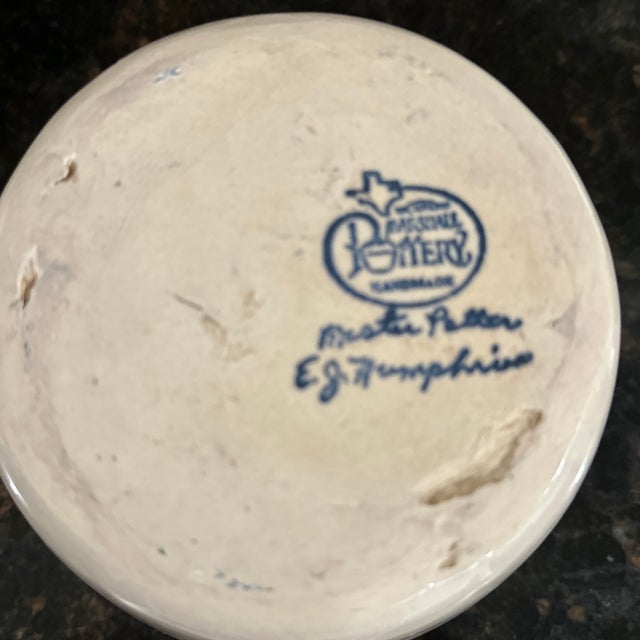 MARSHALL
POTTERY
HANDMADE
Master Potter
E.J. Humphries